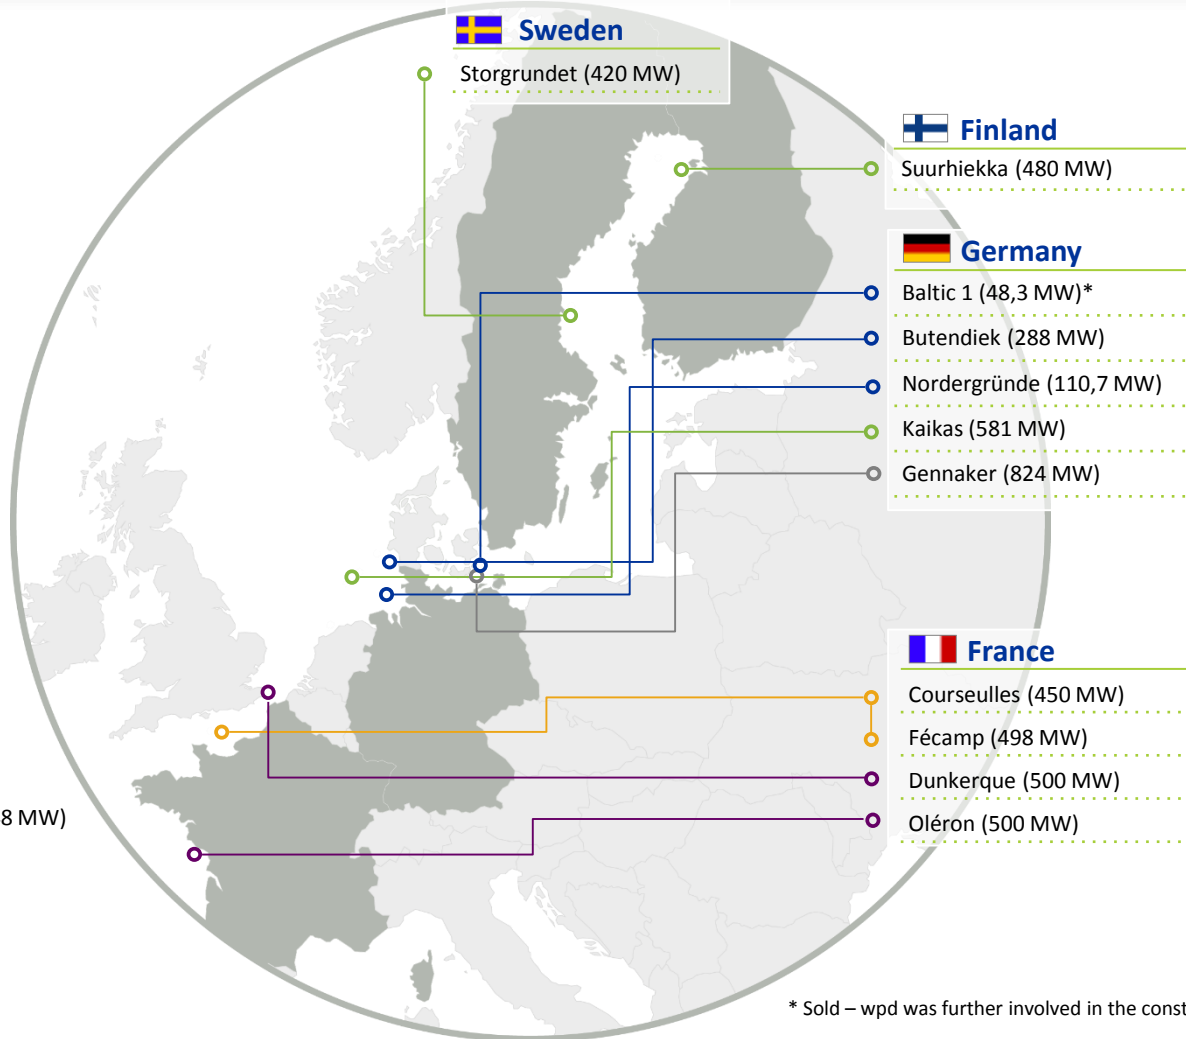 Sweden
Storgrundet (420 MW)
Finland
Suurhiekka (480 MW)
Germany
Baltic 1 (48,3 MW)*
Butendiek (288 MW)
Nordergründe (110,7 MW)
Kaikas (581 MW)
Gennaker (824 MW)
France
Courseulles (450 MW)
Fécamp (498 MW)
Dunkerque (500 MW)
8 MW)
Oléron (500 MW)
* Sold – wpd was further involved in the const